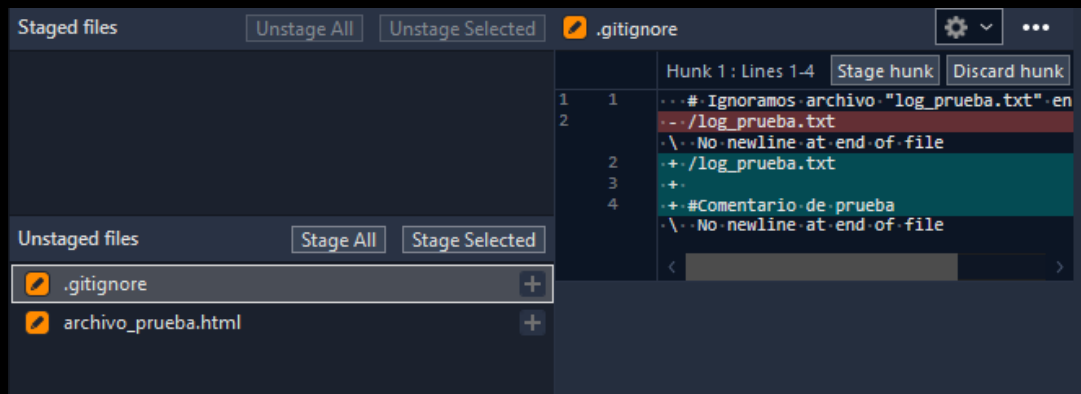 Staged files
Unstage All
Unstage Selected
Unstaged files
Stage All
Stage Selected
.gitignore
archivo_prueba.html
.gitignore
Hunk 1 : Lines 1-4
Stage hunk
Discard hunk
1 1 # Ignoramos archivo "log_prueba.txt" en
2 - /log_prueba.txt
\ No newline at end of file
2 + /log_prueba.txt
3 +
4 + #Comentario de prueba
\ No newline at end of file